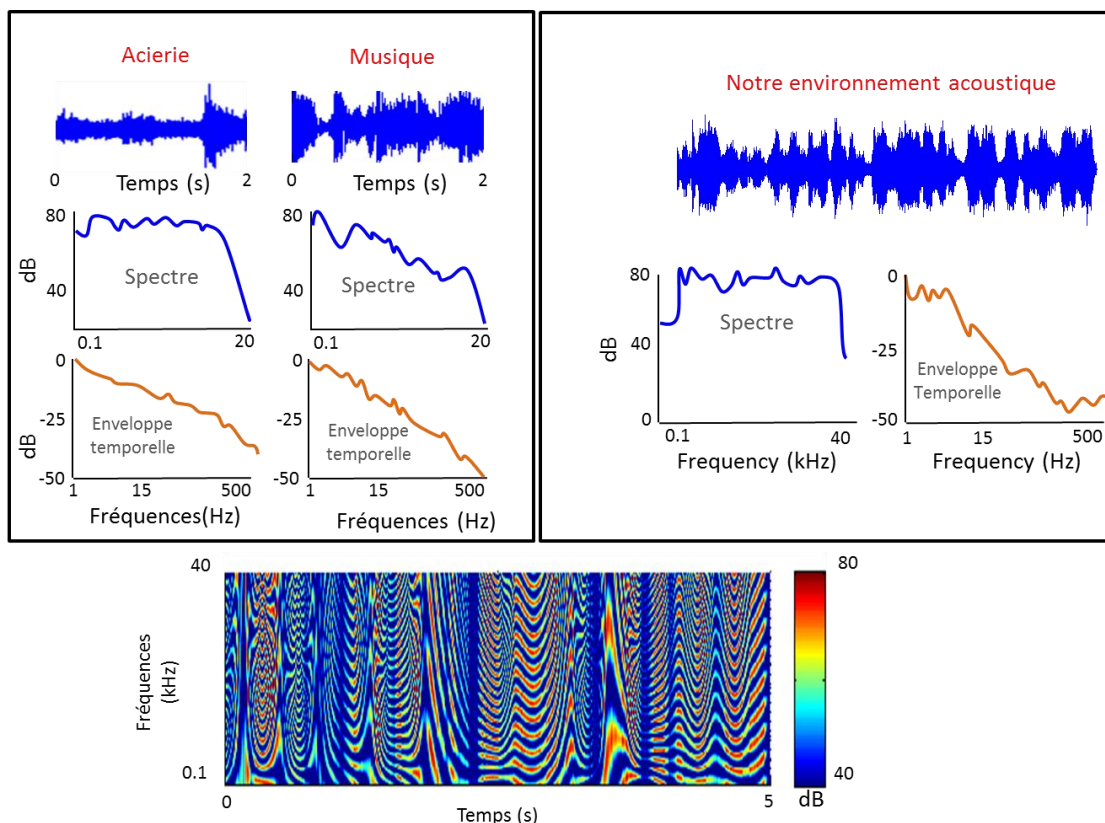 Acierie
Musique
0
Temps (s)
2
0
Temps (s)
2
80
dB
40
Spectre
0.1
20
80
40
Spectre
0.1
20
0
-25
dB
-50
Enveloppe
temporelle
1
15
500
Fréquences(Hz)
0
-25
-50
Enveloppe
temporelle
1
15
500
Fréquences (Hz)
Notre environnement acoustique
80
dB
40
0
Spectre
0.1
40
Frequency (kHz)
0
-25
-50
Enveloppe
Temporelle
1
15
500
Frequency (Hz)
40
Fréquences
(kHz)
0.1
0
Temps (s)
5
80
40
dB